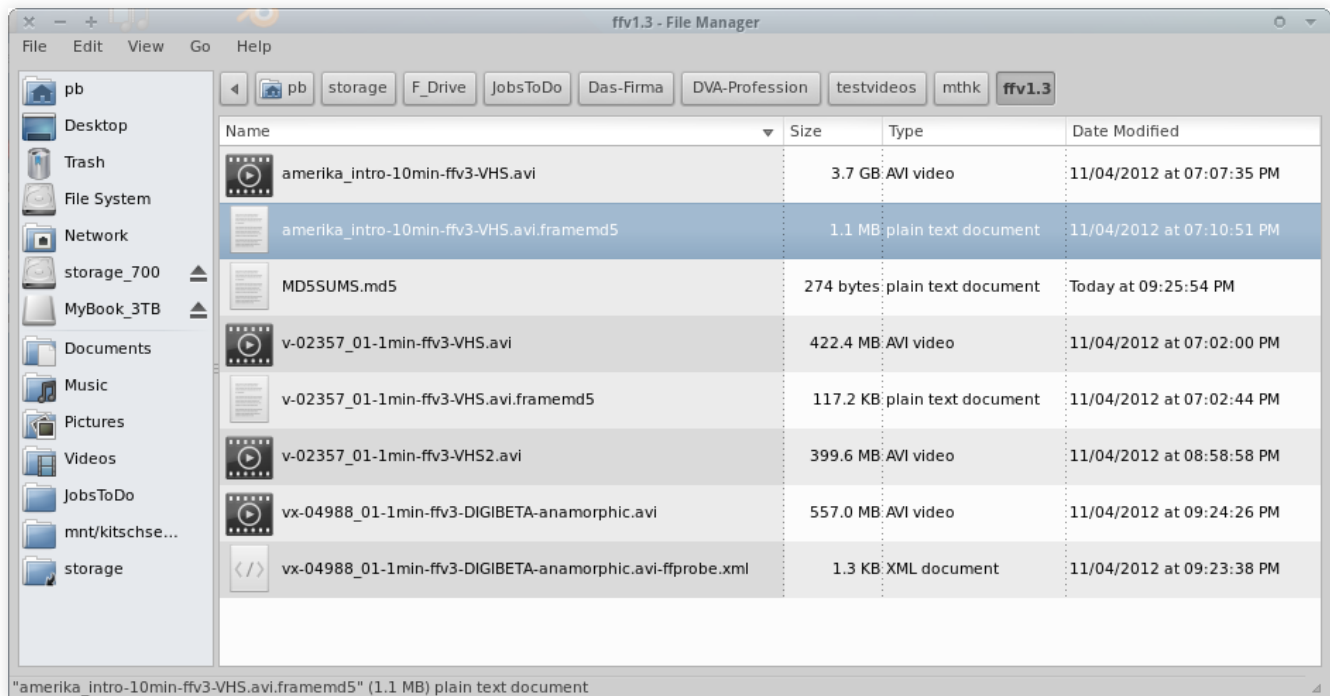 ffv1.3 - File Manager
File Edit View Go Help
pb
Desktop
Trash
File System
Network
storage_700
MyBook_3TB
Documents
Music
Pictures
Videos
JobsToDo
mnt/kitschse...
storage
pb storage F_Drive JobsToDo Das-Firma DVA-Profession testvideos mthk ffv1.3
Name Size Type Date Modified
amerika_intro-10min-ffv3-VHS.avi 3.7 GB AVI video 11/04/2012 at 07:07:35 PM
amerika_intro-10min-ffv3-VHS.avi.framemd5 1.1 MB plain text document 11/04/2012 at 07:10:51 PM
MD5SUMS.md5 274 bytes plain text document Today at 09:25:54 PM
v-02357_01-1min-ffv3-VHS.avi 422.4 MB AVI video 11/04/2012 at 07:02:00 PM
v-02357_01-1min-ffv3-VHS.avi.framemd5 117.2 KB plain text document 11/04/2012 at 07:02:44 PM
v-02357_01-1min-ffv3-VHS2.avi 399.6 MB AVI video 11/04/2012 at 08:58:58 PM
vx-04988_01-1min-ffv3-DIGIBETA-anamorphic.avi 557.0 MB AVI video 11/04/2012 at 09:24:26 PM
vx-04988_01-1min-ffv3-DIGIBETA-anamorphic.avi-ffprobe.xml 1.3 KB XML document 11/04/2012 at 09:23:38 PM
"amerika_intro-10min-ffv3-VHS.avi.framemd5" (1.1 MB) plain text document